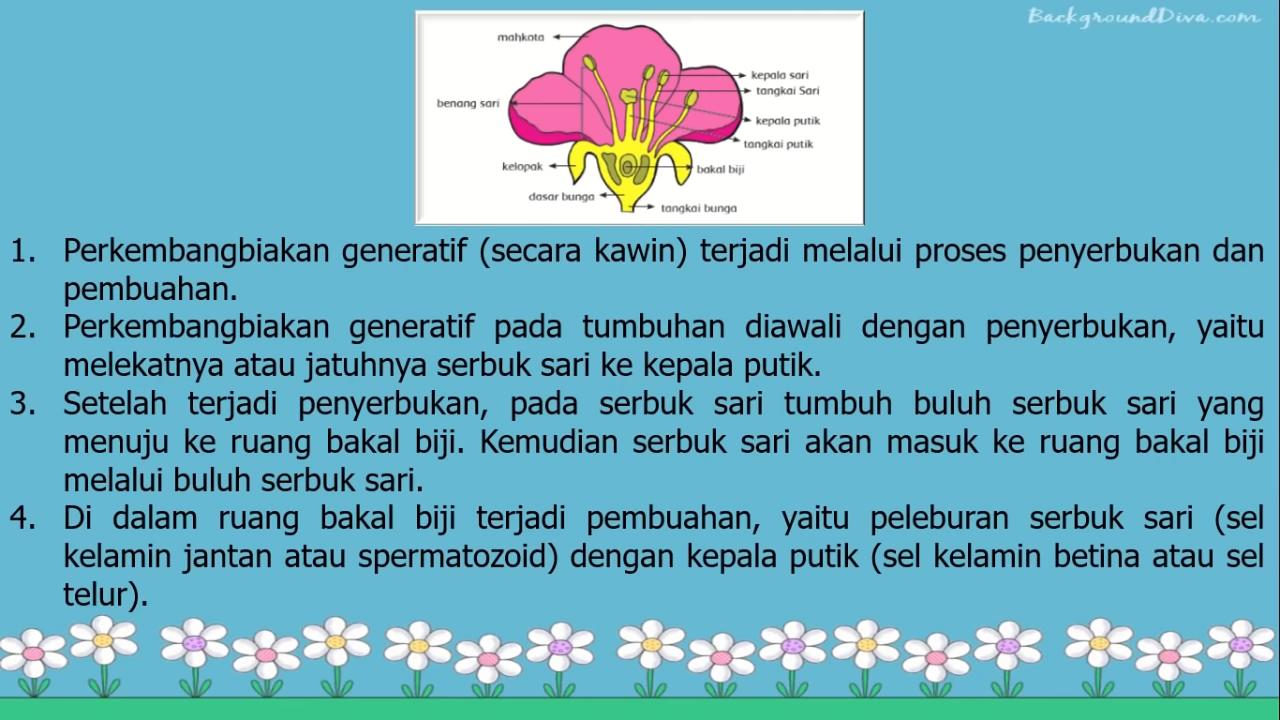 BackgroundDiva.com
mahkota
kepala sari
tangkai Sari
benang sari
kepala putik
tangkai putik
kelopak
bakal biji
dasar bunga
tangkai bunga
1. Perkembangbiakan generatif (secara kawin) terjadi melalui proses penyerbukan dan
pembuahan.
2. Perkembangbiakan generatif pada tumbuhan diawali dengan penyerbukan, yaitu
melekatnya atau jatuhnya serbuk sari ke kepala putik.
3. Setelah terjadi penyerbukan, pada serbuk sari tumbuh buluh serbuk sari yang
menuju ke ruang bakal biji. Kemudian serbuk sari akan masuk ke ruang bakal biji
melalui buluh serbuk sari.
4. Di dalam ruang bakal biji terjadi pembuahan, yaitu peleburan serbuk sari (sel
kelamin jantan atau spermatozoid) dengan kepala putik (sel kelamin betina atau sel
telur).